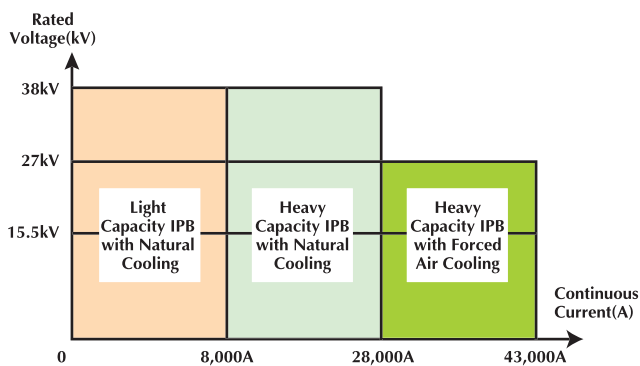 Rated
Voltage(kV)
38kV
27kV
15.5kV
Light
Capacity IPB
with Natural
Cooling
Heavy
Capacity IPB
with Natural
Cooling
Heavy
Capacity IPB
with Forced
Air Cooling
Continuous
Current(A)
0
8,000A
28,000A
43,000A